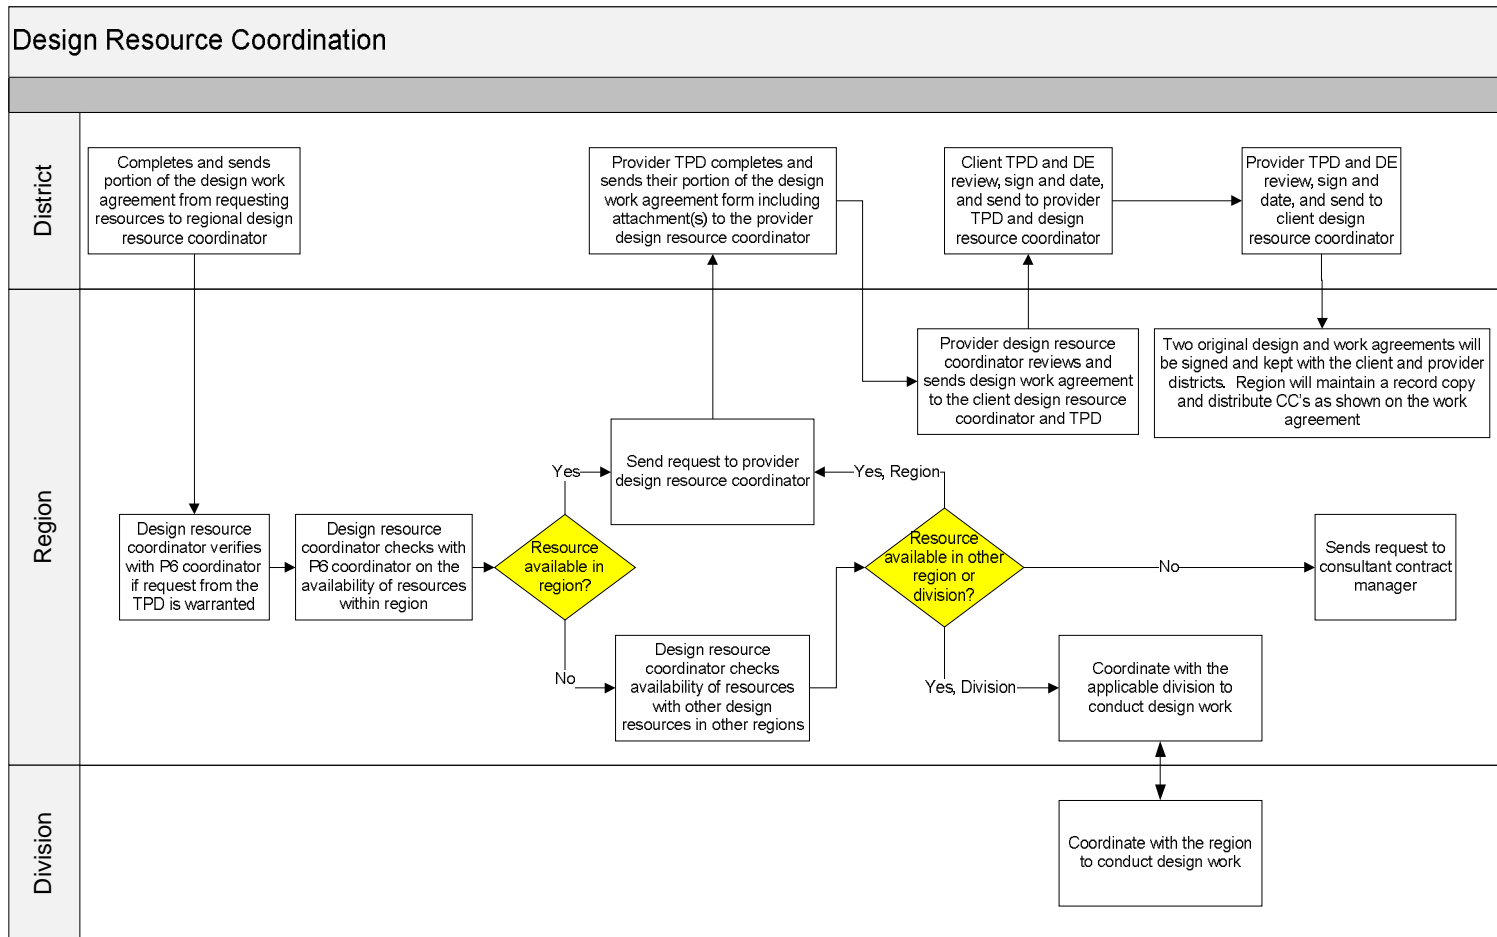 Design Resource Coordination
District
Completes and sends
portion of the design work
agreement from requesting
resources to regional design
resource coordinator
Provider TPD completes and
sends their portion of the design
work agreement form including
attachment(s) to the provider
design resource coordinator
Client TPD and DE
review, sign and date,
and send to provider
TPD and design
resource coordinator
Provider TPD and DE
review, sign and
date, and send to
client design
resource coordinator
Region
Provider design resource
coordinator reviews and
sends design work agreement
to the client design resource
coordinator and TPD
Two original design and work agreements will
be signed and kept with the client and provider
districts.  Region will maintain a record copy
and distribute CC's as shown on the work
agreement
Send request to provider
design resource coordinator
Yes
Yes, Region
Design resource
coordinator verifies
with P6 coordinator
if request from the
TPD is warranted
Design resource
coordinator checks with
P6 coordinator on the
availability of resources
within region
Resource
available in
region?
Resource
available in other
region or
division?
No
Sends request to
consultant contract
manager
No
Design resource
coordinator checks
availability of resources
with other design
resources in other regions
Yes, Division
Coordinate with the
applicable division to
conduct design work
Division
Coordinate with the region
to conduct design work